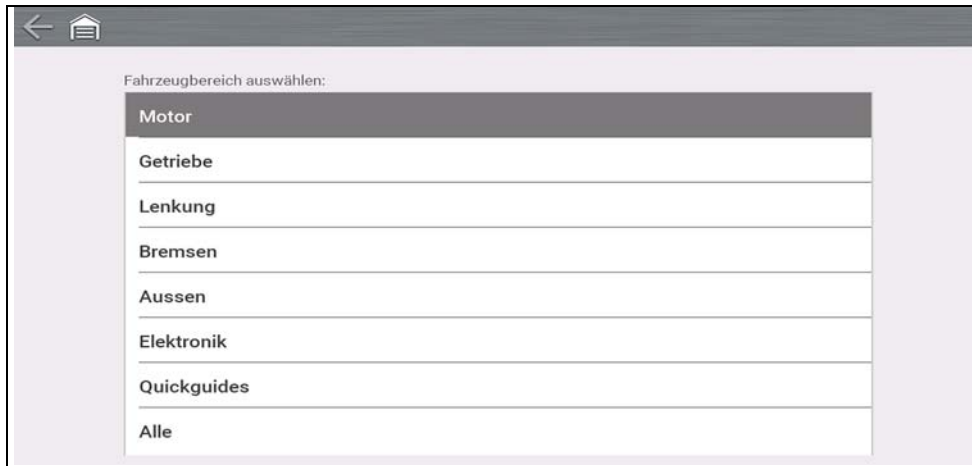 Fahrzeugbereich auswählen:
Motor
Getriebe
Lenkung
Bremsen
Aussen
Elektronik
Quickguides
Alle